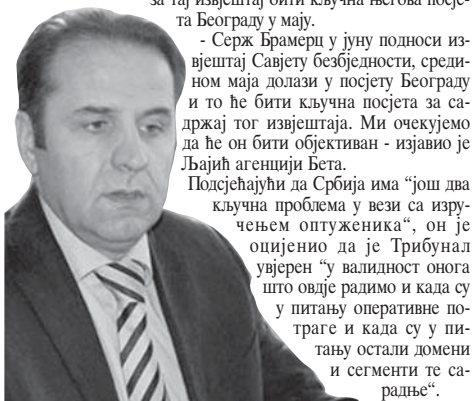 за тај извјештај бити кључна његова посје-
та Београду у мају.
- Серж Брамерц у јуну подноси из-
вјештај Савјету безбједности, среди-
ном маја долази у посјету Београду
и то ће бити кључна посјета за са-
држај тог извјештаја. Ми очекујемо
да ће он бити објективан - изјавио је
Љајић агенцији Бета.
Подсјећајући да Србија има “још два
кључна проблема у вези са изру-
чењем оптуженика“, он је
оцијенио да је Трибунал
увјерен “у валидност онога
што овдје радимо и када су
у питању оперативне по-
траге и када су у пи-
тању остали домени
и сегменти те са-
радње“.